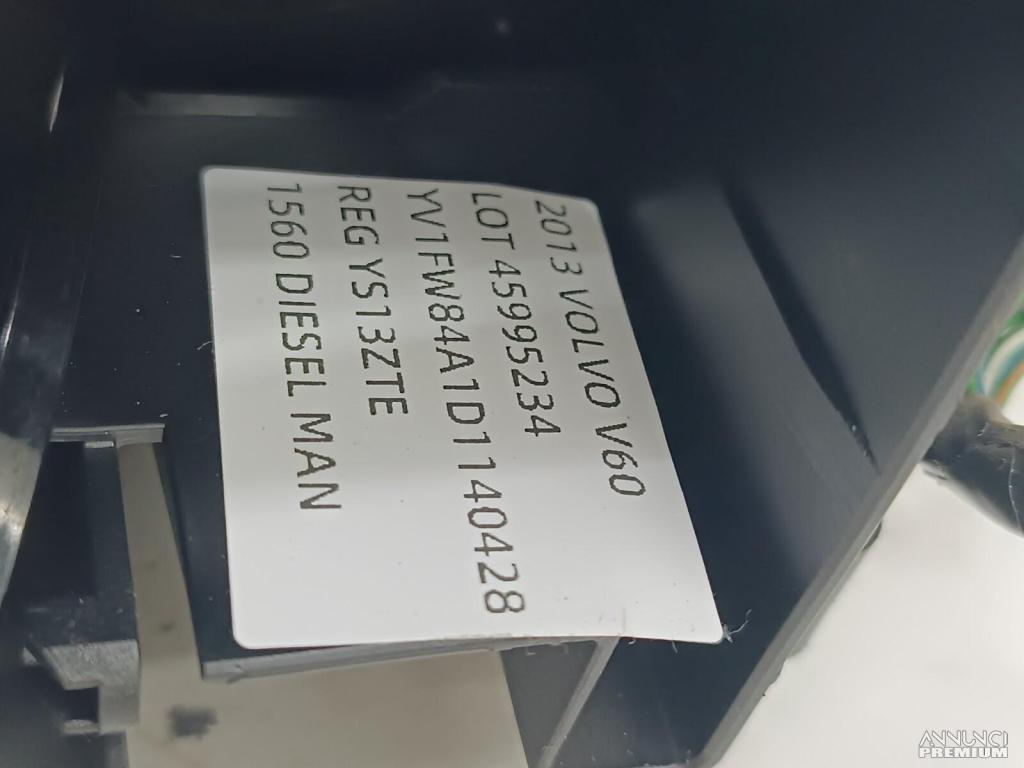 2013 VOLVO V60
LOT 45995234
YV1FW84A1D1140428
REG YS13ZTE
1560 DIESEL MAN
ANNUNCI
PREMIUM